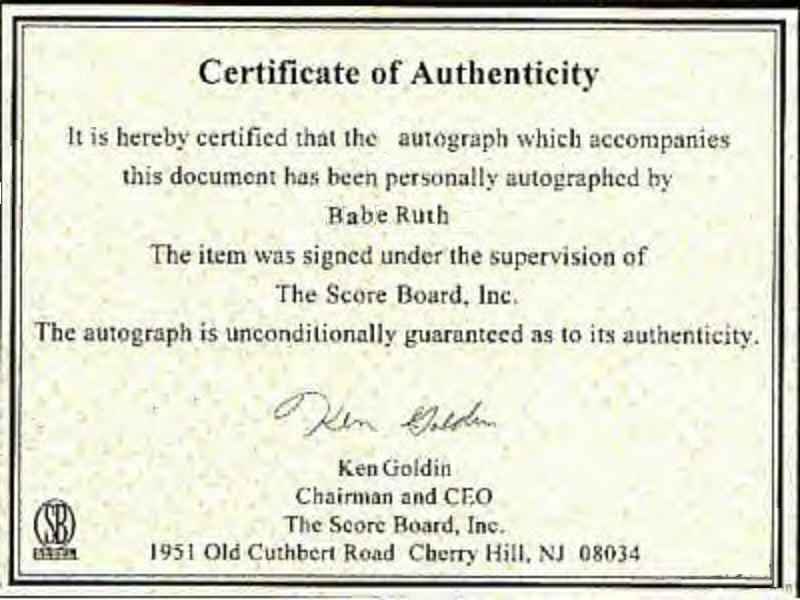 Certificate of Authenticity
It is hereby certified that the autograph which accompanies
this document has been personally autographed by
Babe Ruth
The item was signed under the supervision of
The Score Board, Inc.
The autograph is unconditionally guaranteed as to its authenticity.
Ken Goldin
Ken Goldin
Chairman and CEO
The Score Board, Inc.
SB
1951 Old Cuthbert Road Cherry Hill, NJ 08034